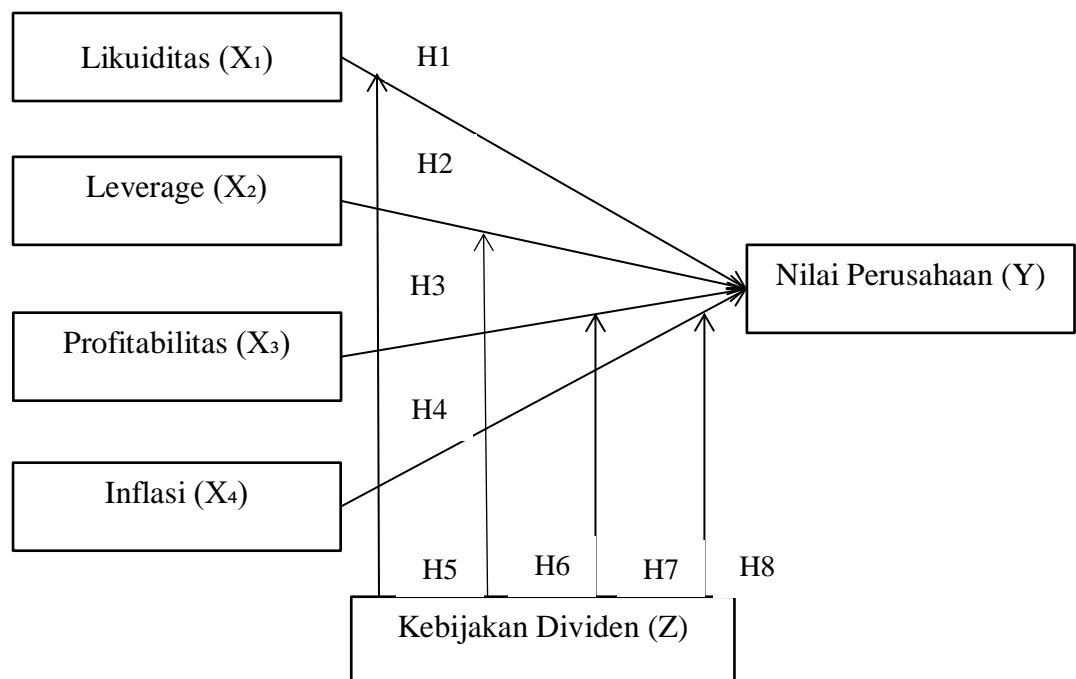 Likuiditas (X₁)
H1
H2
Leverage (X₂)
Nilai Perusahaan (Y)
H3
Profitabilitas (X₃)
H4
Inflasi (X₄)
H5
H6
H7
H8
Kebijakan Dividen (Z)